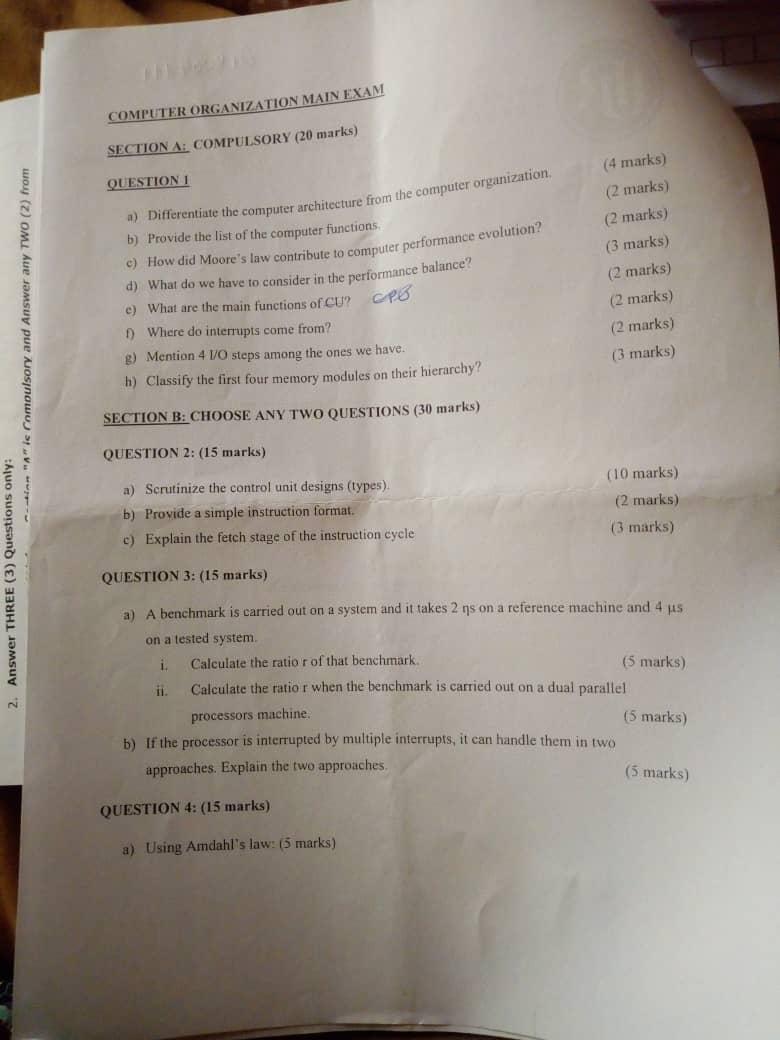 COMPUTER ORGANIZATION MAIN EXAM
SECTION A: COMPULSORY (20 marks)
QUESTION 1
a) Differentiate the computer architecture from the computer organization. (4 marks)
b) Provide the list of the computer functions. (2 marks)
c) How did Moore's law contribute to computer performance evolution? (2 marks)
d) What do we have to consider in the performance balance? (3 marks)
e) What are the main functions of CU? (2 marks)
f) Where do interrupts come from? (2 marks)
g) Mention 4 I/O steps among the ones we have. (2 marks)
h) Classify the first four memory modules on their hierarchy? (3 marks)
SECTION B: CHOOSE ANY TWO QUESTIONS (30 marks)
QUESTION 2: (15 marks)
a) Scrutinize the control unit designs (types). (10 marks)
b) Provide a simple instruction format. (2 marks)
c) Explain the fetch stage of the instruction cycle (3 marks)
QUESTION 3: (15 marks)
a) A benchmark is carried out on a system and it takes 2 ηs on a reference machine and 4 μs
on a tested system.
i. Calculate the ratio r of that benchmark. (5 marks)
ii. Calculate the ratio r when the benchmark is carried out on a dual parallel
processors machine. (5 marks)
b) If the processor is interrupted by multiple interrupts, it can handle them in two
approaches. Explain the two approaches. (5 marks)
QUESTION 4: (15 marks)
a) Using Amdahl's law: (5 marks)
2. Answer THREE (3) Questions only:
"A" is Compulsory and Answer any TWO (2) from